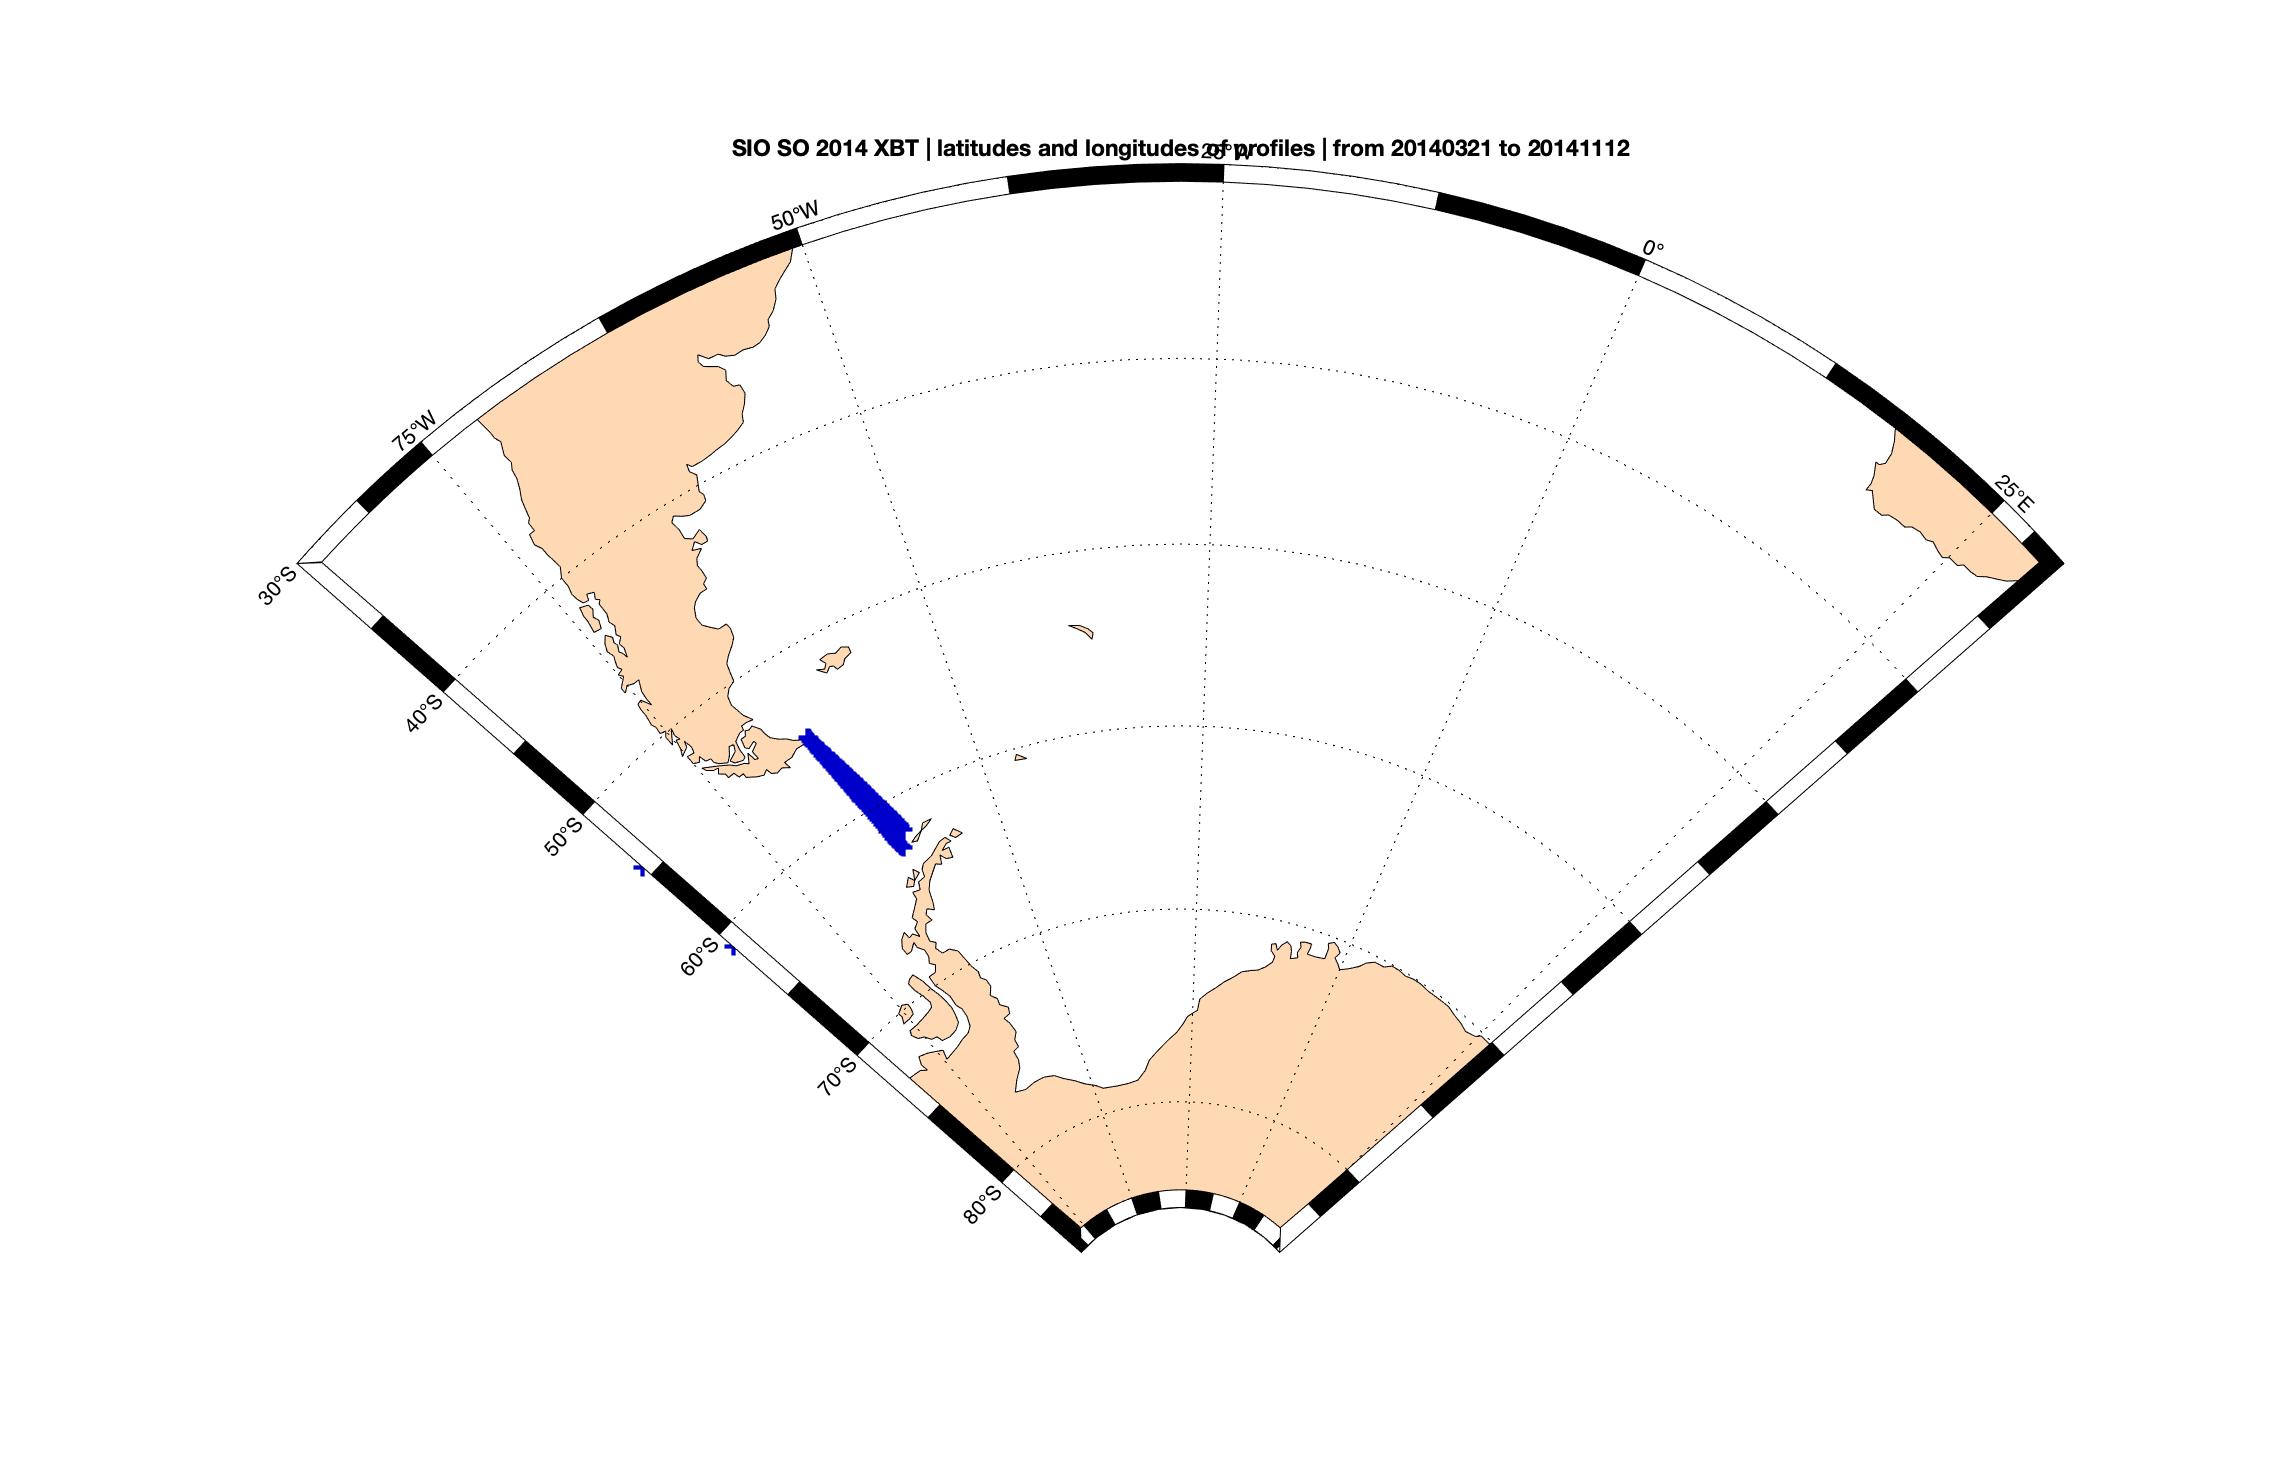 SIO SO 2014 XBT | latitudes and longitudes of profiles | from 20140321 to 20141112
25°W
50°W
0°
75°W
25°E
30°S
40°S
50°S
60°S
70°S
80°S